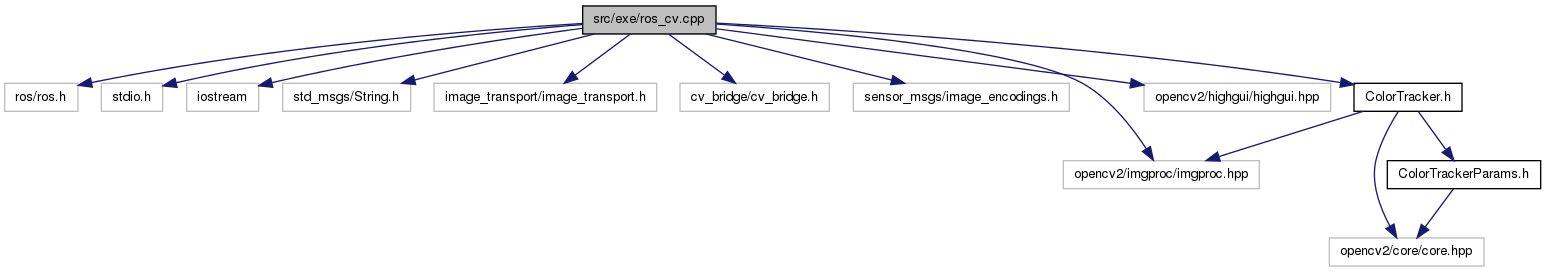 src/exe/ros_cv.cpp
ros/ros.h
stdio.h
iostream
std_msgs/String.h
image_transport/image_transport.h
cv_bridge/cv_bridge.h
sensor_msgs/image_encodings.h
opencv2/highgui/highgui.hpp
ColorTracker.h
opencv2/imgproc/imgproc.hpp
ColorTrackerParams.h
opencv2/core/core.hpp